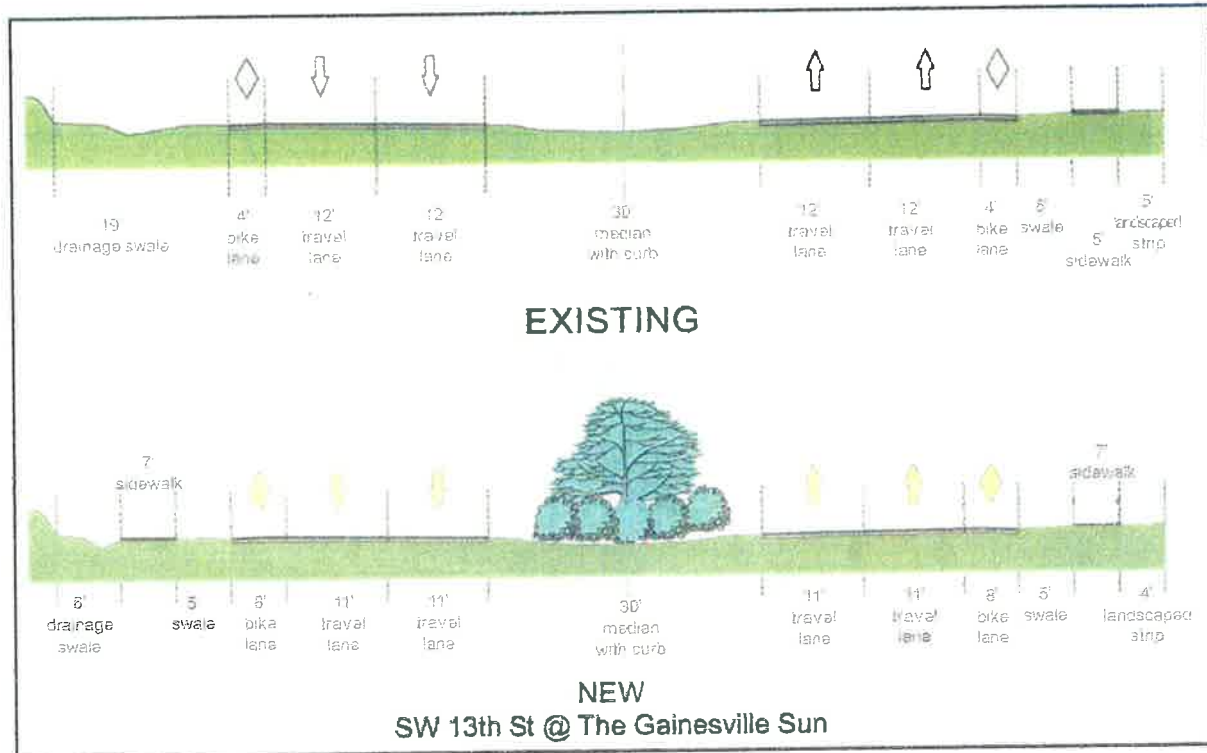 19
drainage swale
4'
bike
lane
12'
travel
lane
12'
travel
lane
30'
median
with curb
12'
travel
lane
12'
travel
lane
4'
bike
lane
6'
swale
5'
sidewalk
5'
landscaped
strip
EXISTING
7'
sidewalk
7'
sidewalk
drainage
swale
5'
swale
6'
bike
lane
11'
travel
lane
11'
travel
lane
30'
median
with curb
11'
travel
lane
11'
travel
lane
bike
lane
5'
swale
4'
landscaped
strip
NEW
SW 13th St @ The Gainesville Sun